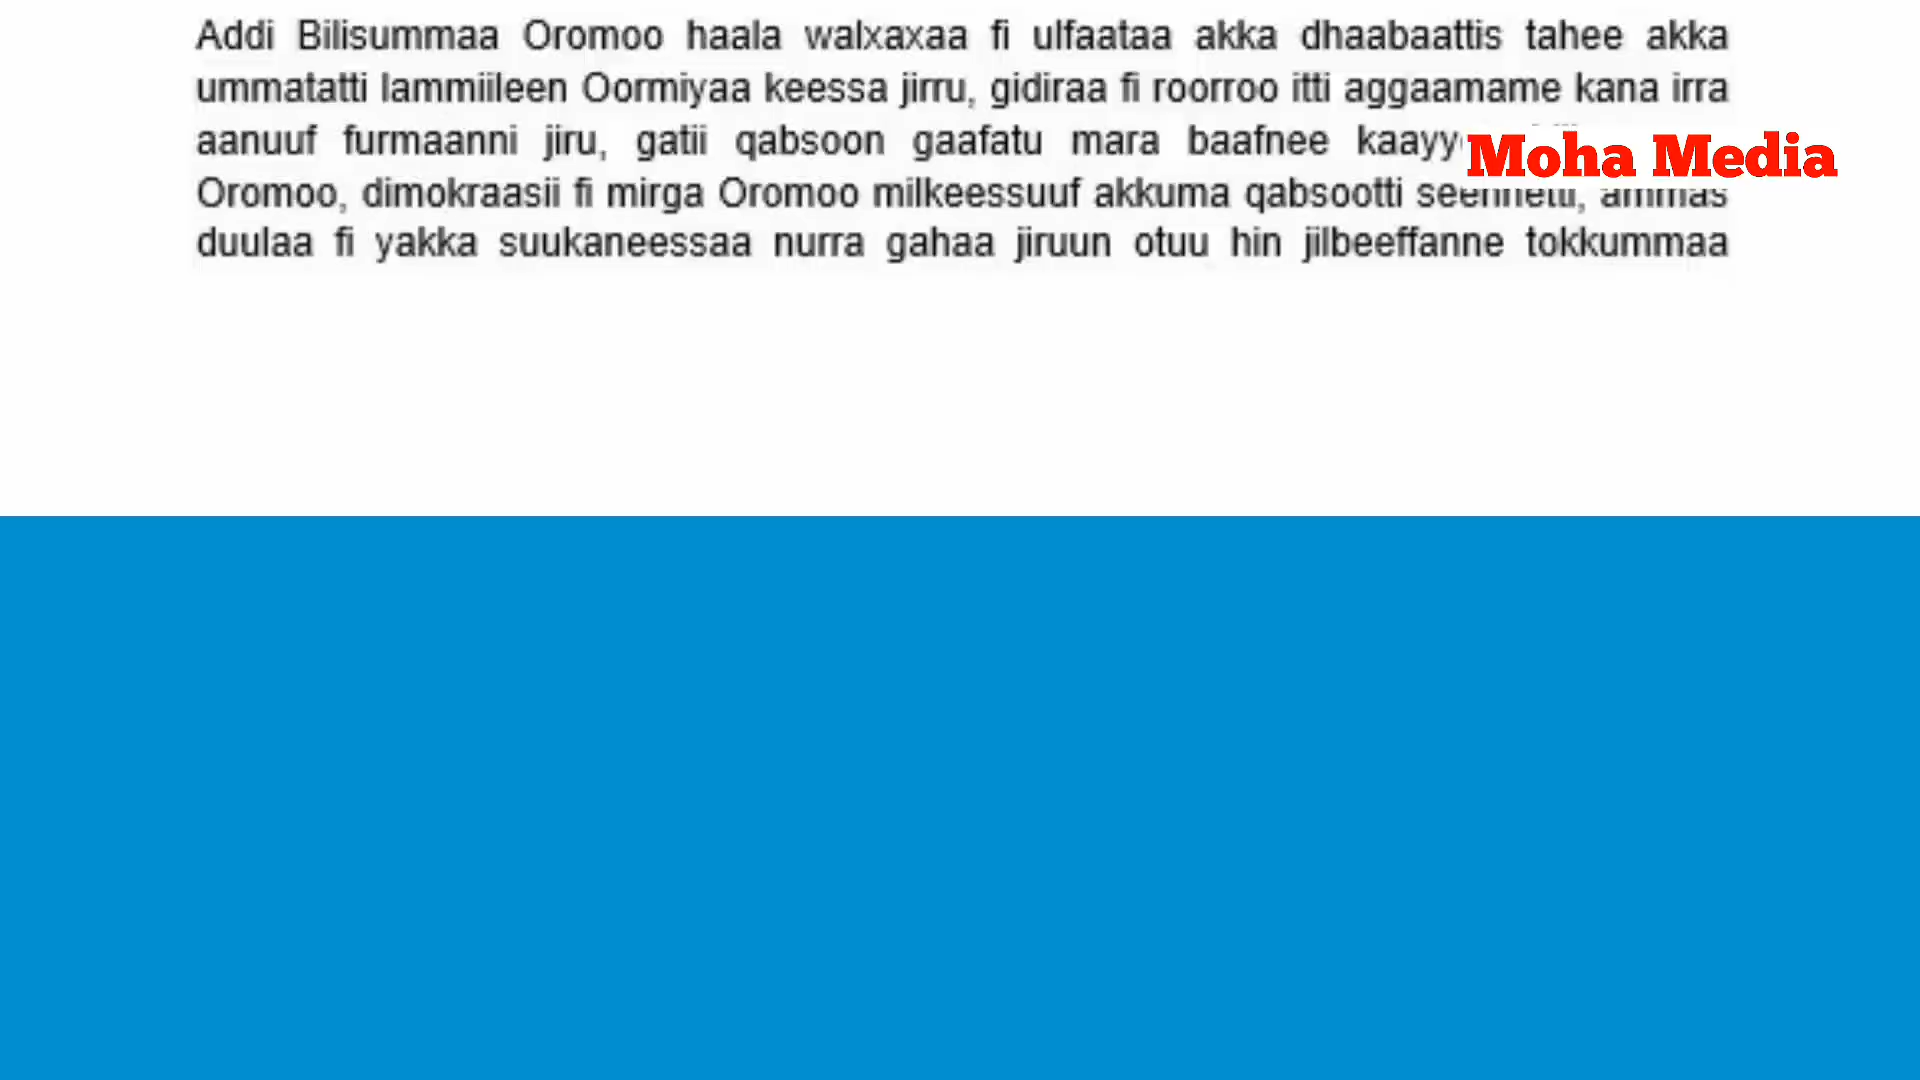 Addi Bilisummaa Oromoo haala walxaxaa fi ulfaataa akka dhaabaattis tahee akka
ummatatti lammiileen Oormiyaa keessa jirru, gidiraa fi roorroo itti aggaamame kana irra
aanuuf furmaanni jiru, gatii qabsoon gaafatu mara baafnee
Moha Media
Oromoo, dimokraasii fi mirga Oromoo milkeessuuf akkuma qabsootti seennetti, ammas
duulaa fi yakka suukaneessaa nurra gahaa jiruun otuu hin jilbeeffanne tokkummaa